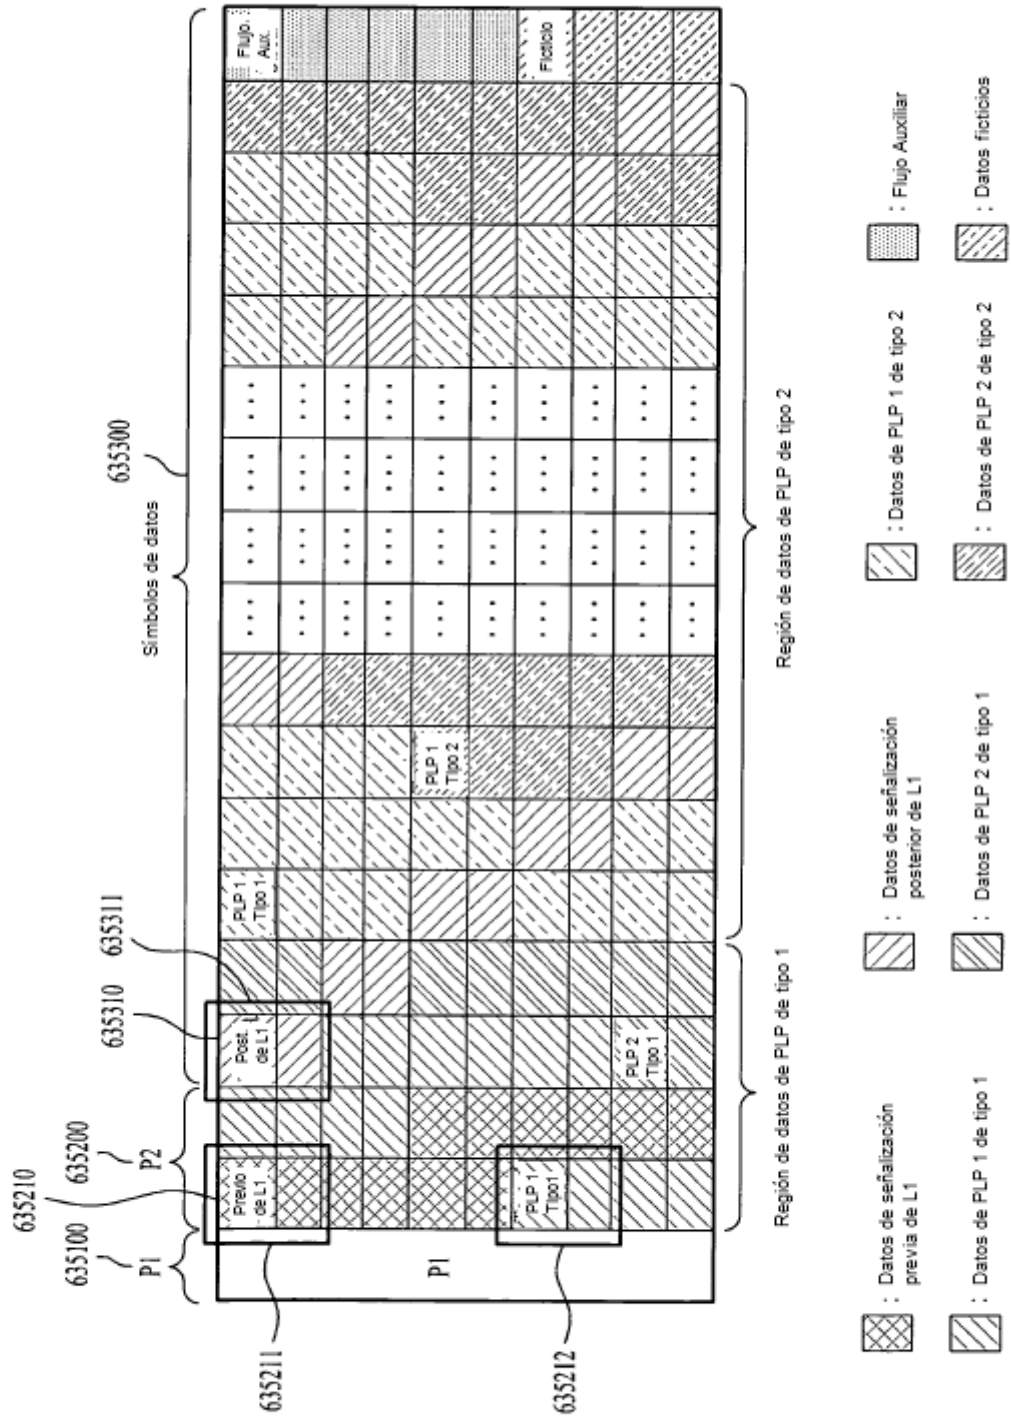 635210
635100
635200
635310
635311
635300
P1
P2
Símbolos de datos
P1
Previo
de L1
PLP 1
Tipo1
Post.
de L1
PLP 2
Tipo 1
PLP 1
Tipo 1
PLP 1
Tipo 2
Flujo.
Aux.
Ficticio
635211
635212
Región de datos de PLP de tipo 1
Región de datos de PLP de tipo 2
: Datos de señalización
previa de L1
: Datos de señalización
posterior de L1
: Datos de PLP 1 de tipo 2
: Flujo Auxiliar
: Datos de PLP 1 de tipo 1
: Datos de PLP 2 de tipo 1
: Datos de PLP 2 de tipo 2
: Datos ficticios